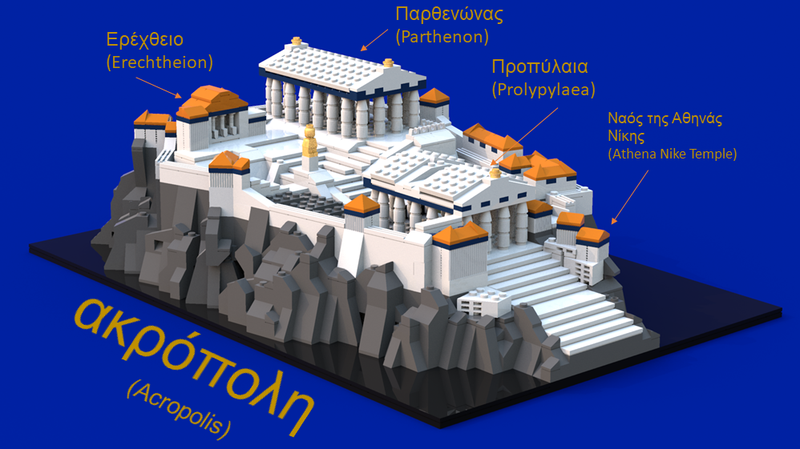 Παρθενώνας
(Parthenon)
Ερέχθειο
(Erechtheion)
Προπύλαια
(Prolypylaea)
Ναός της Αθηνάς
Νίκης
(Athena Nike Temple)
ακρόπολη
(Acropolis)